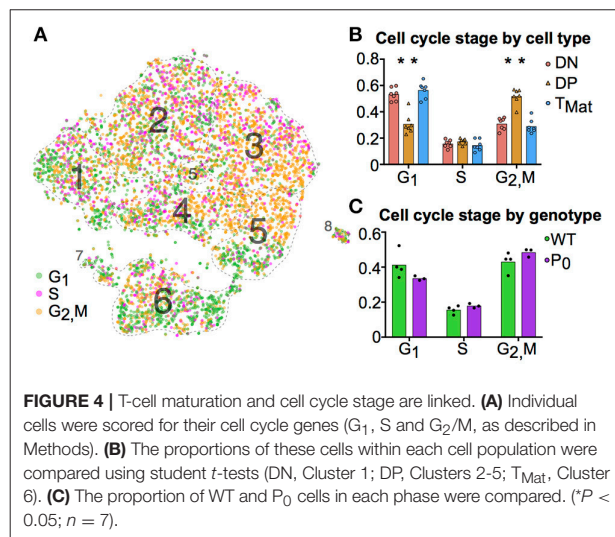 A
1
2
3
4
5
5
6
7
8
G1
S
G2,M
B
Cell cycle stage by cell type
0.8
0.6
0.4
0.2
0
* *
* *
DN
DP
TMat
G1 S G2,M
C
Cell cycle stage by genotype
0.6
0.4
0.2
0
WT
P0
G1 S G2,M
FIGURE 4 | T-cell maturation and cell cycle stage are linked. (A) Individual
cells were scored for their cell cycle genes (G1, S and G2/M, as described in
Methods). (B) The proportions of these cells within each cell population were
compared using student t-tests (DN, Cluster 1; DP, Clusters 2-5; TMat, Cluster
6). (C) The proportion of WT and P0 cells in each phase were compared. (*P <
0.05; n = 7).